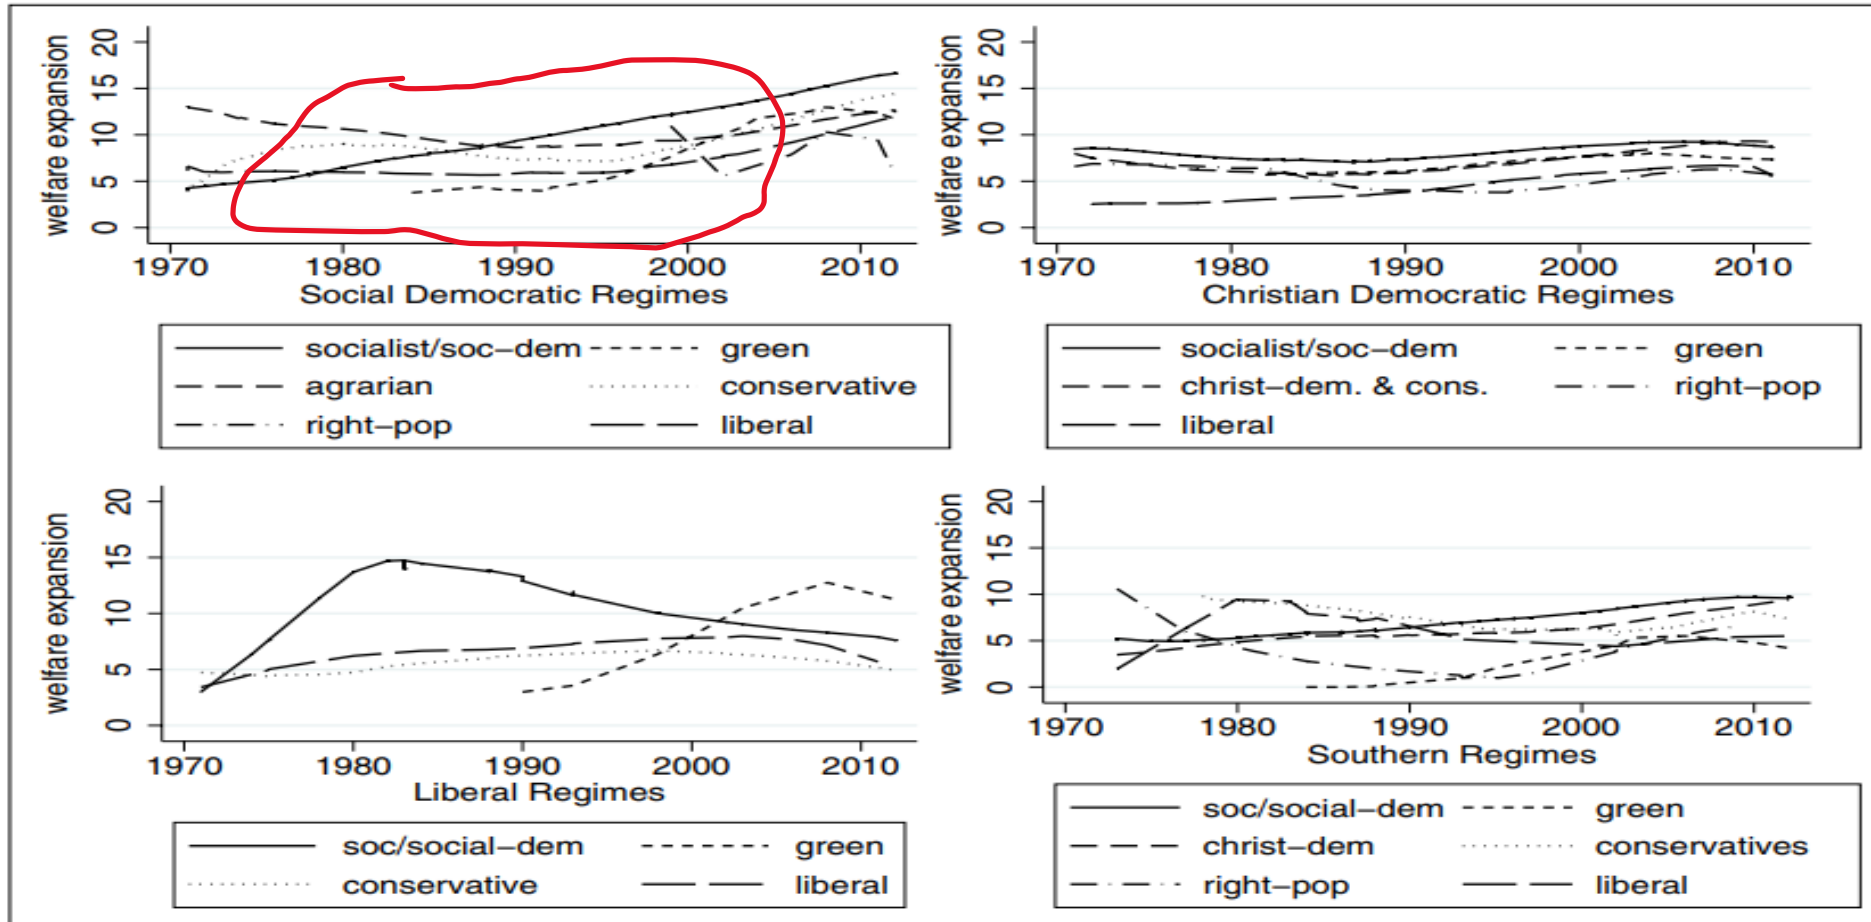 welfare expansion
20
15
10
5
0
1970 1980 1990 2000 2010
Social Democratic Regimes
socialist/soc-dem green
agrarian conservative
right-pop liberal
welfare expansion
20
15
10
5
0
1970 1980 1990 2000 2010
Christian Democratic Regimes
socialist/soc-dem green
christ-dem. & cons. right-pop
liberal
welfare expansion
20
15
10
5
0
1970 1980 1990 2000 2010
Liberal Regimes
soc/social-dem green
conservative liberal
welfare expansion
20
15
10
5
0
1970 1980 1990 2000 2010
Southern Regimes
soc/social-dem green
christ-dem conservatives
right-pop liberal